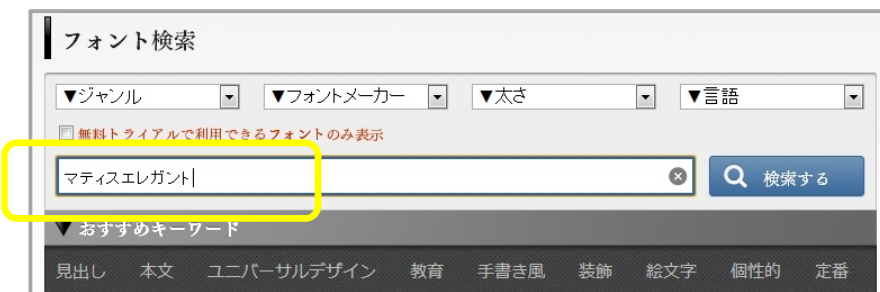 フォント検索
▼ジャンル ▼フォントメーカー ▼太さ ▼言語
無料トライアルで利用できるフォントのみ表示
マティスエレガント 検索する
▼おすすめキーワード
見出し 本文 ユニバーサルデザイン 教育 手書き風 装飾 絵文字 個性的 定番